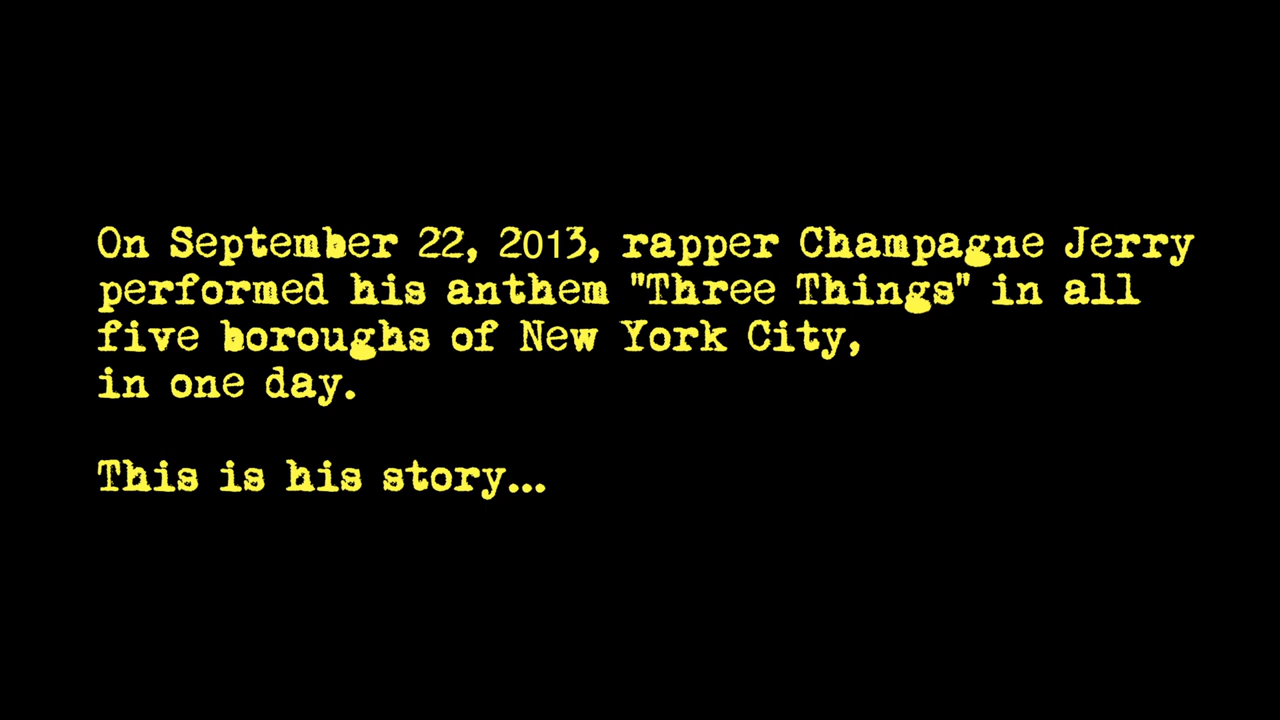 On September 22, 2013, rapper Champagne Jerry
performed his anthem "Three Things" in all
five boroughs of New York City,
in one day.
This is his story...